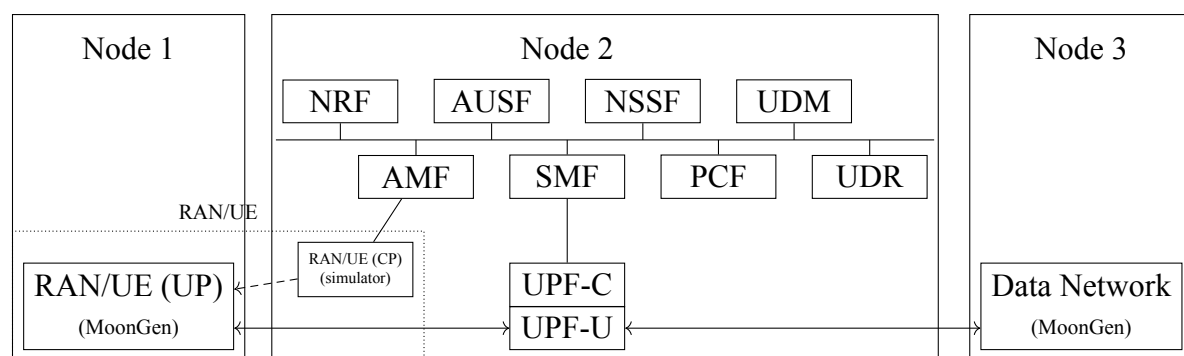 Node 1
Node 2
Node 3
NRF
AUSF
NSSF
UDM
AMF
SMF
PCF
UDR
RAN/UE
RAN/UE (CP)
(simulator)
RAN/UE (UP)
(MoonGen)
UPF-C
UPF-U
Data Network
(MoonGen)